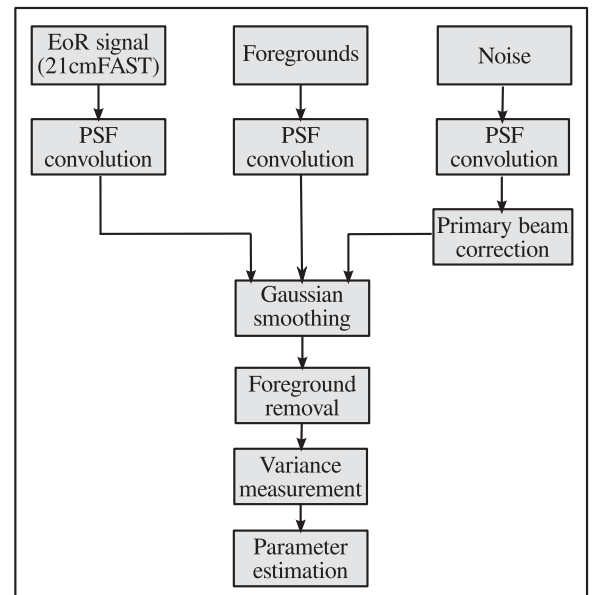 EoR signal
(21cmFAST)
Foregrounds
Noise
PSF
convolution
PSF
convolution
PSF
convolution
Primary beam
correction
Gaussian
smoothing
Foreground
removal
Variance
measurement
Parameter
estimation